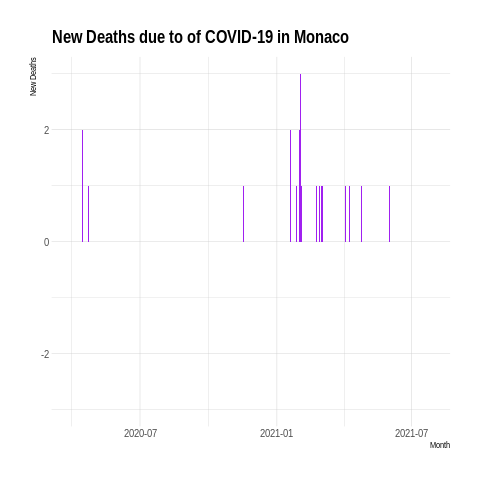 New Deaths due to of COVID-19 in Monaco
New Deaths
2
0
-2
2020-07
2021-01
2021-07
Month